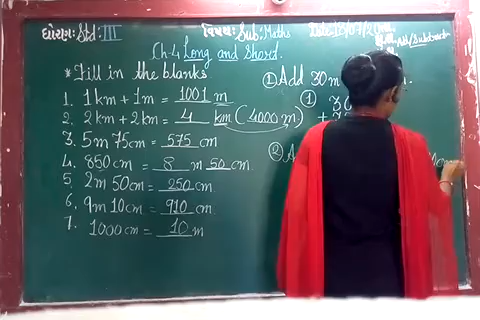 ધોરણ: Std: III વિષય: Sub: Maths Date:
Ch-4 Long and Short.
* Fill in the blanks
1. 1 km + 1 m = 1001 m
2. 2 km + 2 km = 4 km (4000 m)
3. 5 m 75 cm = 575 cm
4. 850 cm = 8 m 50 cm
5. 2 m 50 cm = 250 cm
6. 9 m 10 cm = 910 cm
7. 1000 cm = 10 m
① Add 30 m
① 30
②